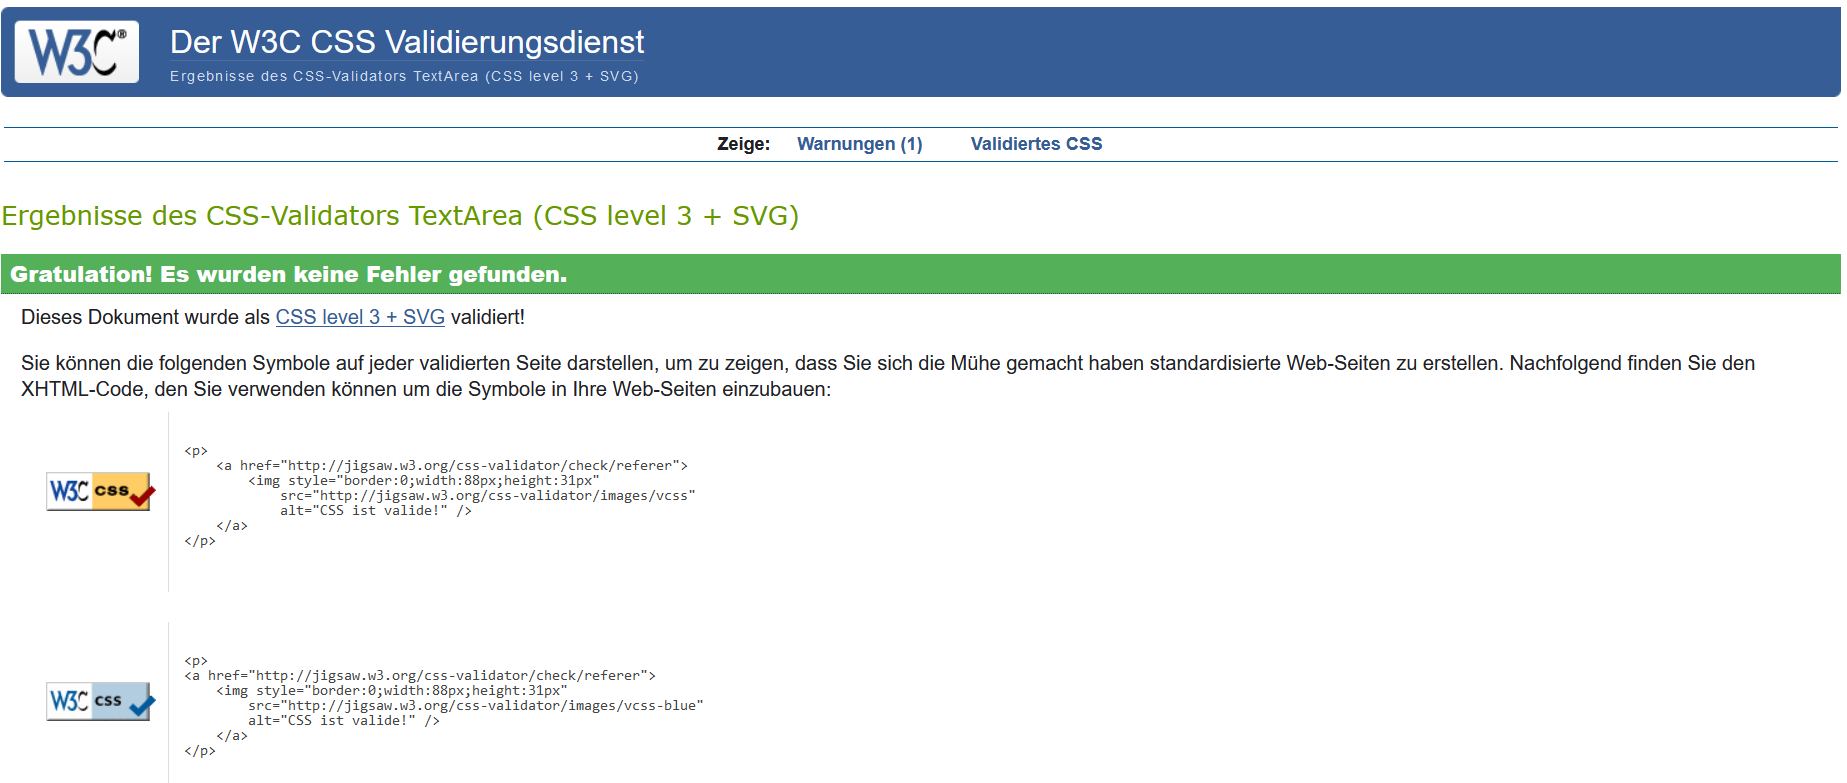 W3C®
Der W3C CSS Validierungsdienst
Ergebnisse des CSS-Validators TextArea (CSS level 3 + SVG)
Zeige: Warnungen (1) Validiertes CSS
Ergebnisse des CSS-Validators TextArea (CSS level 3 + SVG)
Gratulation! Es wurden keine Fehler gefunden.
Dieses Dokument wurde als CSS level 3 + SVG validiert!
Sie können die folgenden Symbole auf jeder validierten Seite darstellen, um zu zeigen, dass Sie sich die Mühe gemacht haben standardisierte Web-Seiten zu erstellen. Nachfolgend finden Sie den
XHTML-Code, den Sie verwenden können um die Symbole in Ihre Web-Seiten einzubauen:
W3C css
<p>
    <a href="http://jigsaw.w3.org/css-validator/check/referer">
        <img style="border:0;width:88px;height:31px"
            src="http://jigsaw.w3.org/css-validator/images/vcss"
            alt="CSS ist valide!" />
    </a>
</p>
W3C css
<p>
<a href="http://jigsaw.w3.org/css-validator/check/referer">
    <img style="border:0;width:88px;height:31px"
        src="http://jigsaw.w3.org/css-validator/images/vcss-blue"
        alt="CSS ist valide!" />
    </a>
</p>